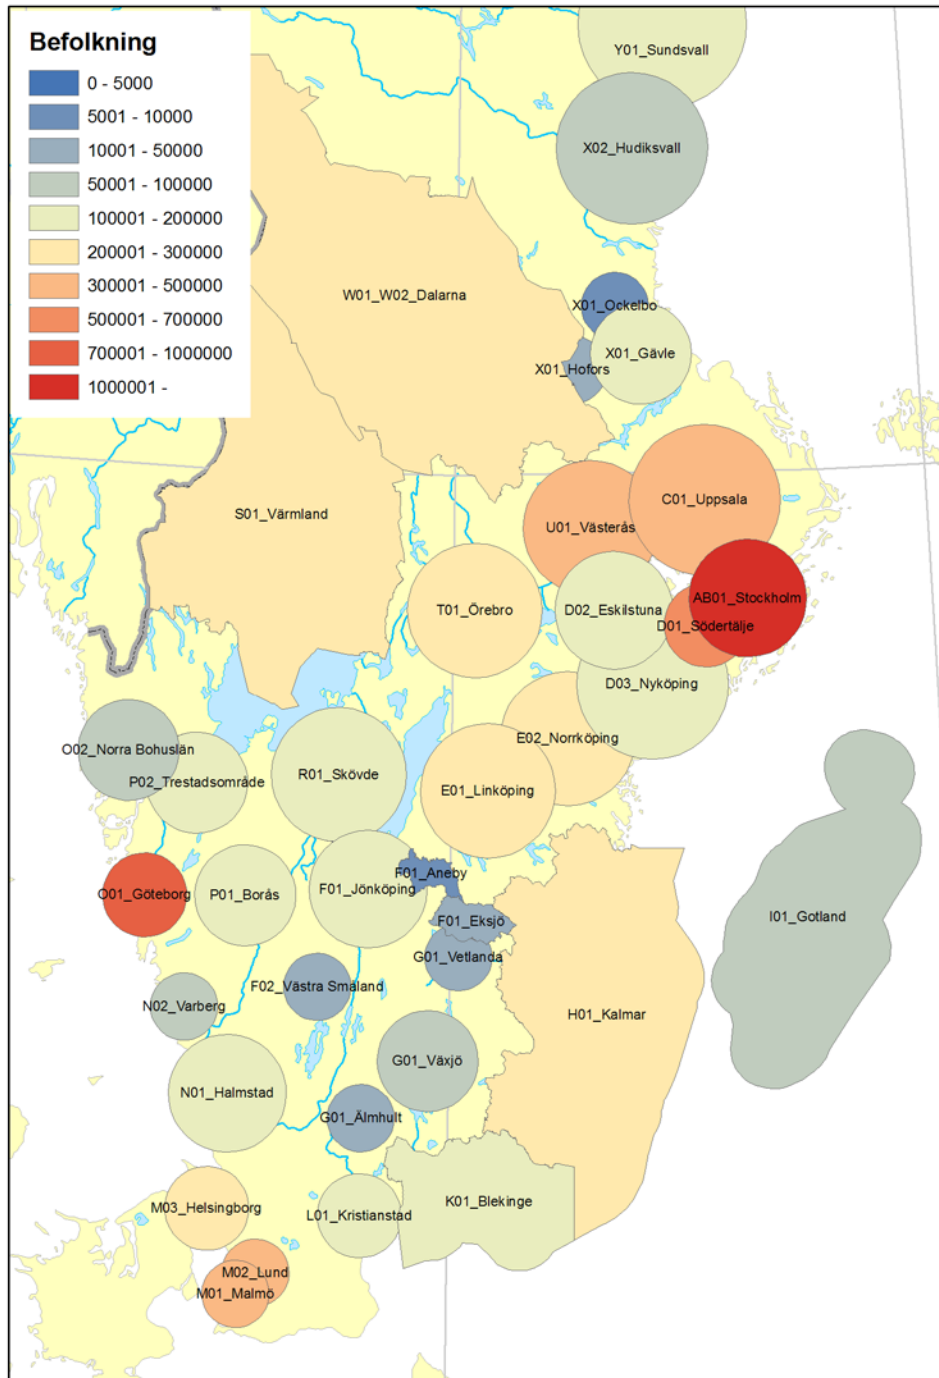 Befolkning
0 - 5000
5001 - 10000
10001 - 50000
50001 - 100000
100001 - 200000
200001 - 300000
300001 - 500000
500001 - 700000
700001 - 1000000
1000001 -
Y01_Sundsvall
X02_Hudiksvall
W01_W02_Dalarna
X01_Ockelbo
X01_Gävle
X01_Hofors
C01_Uppsala
S01_Värmland
U01_Västerås
AB01_Stockholm
T01_Örebro
D02_Eskilstuna
D01_Södertälje
D03_Nyköping
E02_Norrköping
O02_Norra Bohuslän
R01_Skövde
P02_Trestadsområde
E01_Linköping
F01_Aneby
F01_Jönköping
O01_Göteborg
P01_Borås
I01_Gotland
F01_Eksjö
G01_Vetlanda
F02_Västra Småland
N02_Varberg
H01_Kalmar
G01_Växjö
N01_Halmstad
G01_Älmhult
K01_Blekinge
M03_Helsingborg
L01_Kristianstad
M02_Lund
M01_Malmö